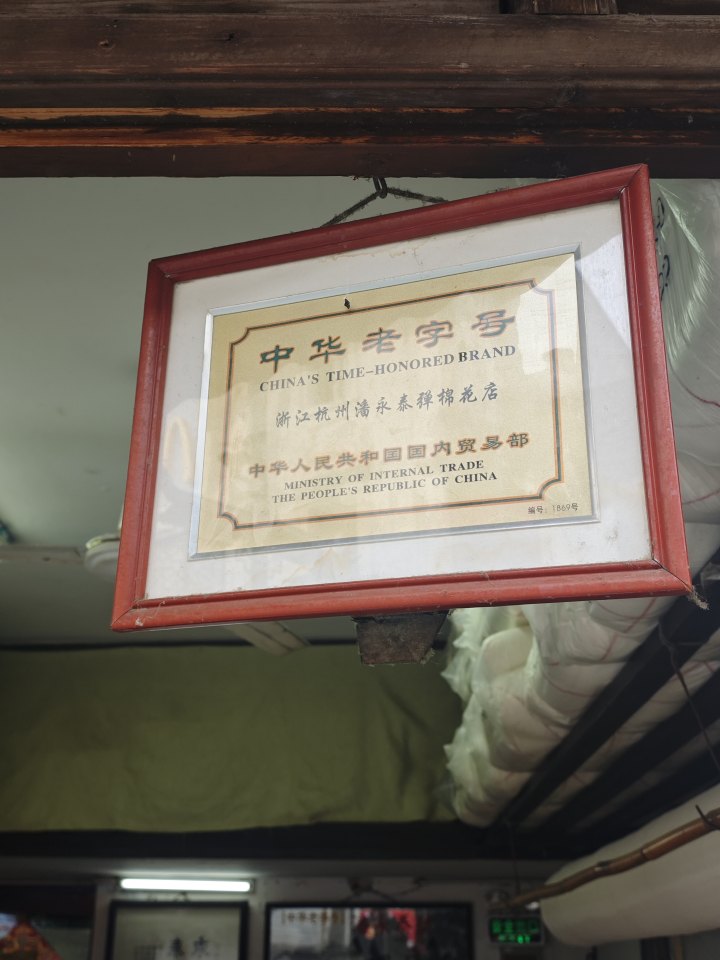 中华老字号
CHINA'S TIME-HONORED BRAND
浙江杭州潘永泰弹棉花店
中华人民共和国国内贸易部
MINISTRY OF INTERNAL TRADE
THE PEOPLE'S REPUBLIC OF CHINA
编号：1869号